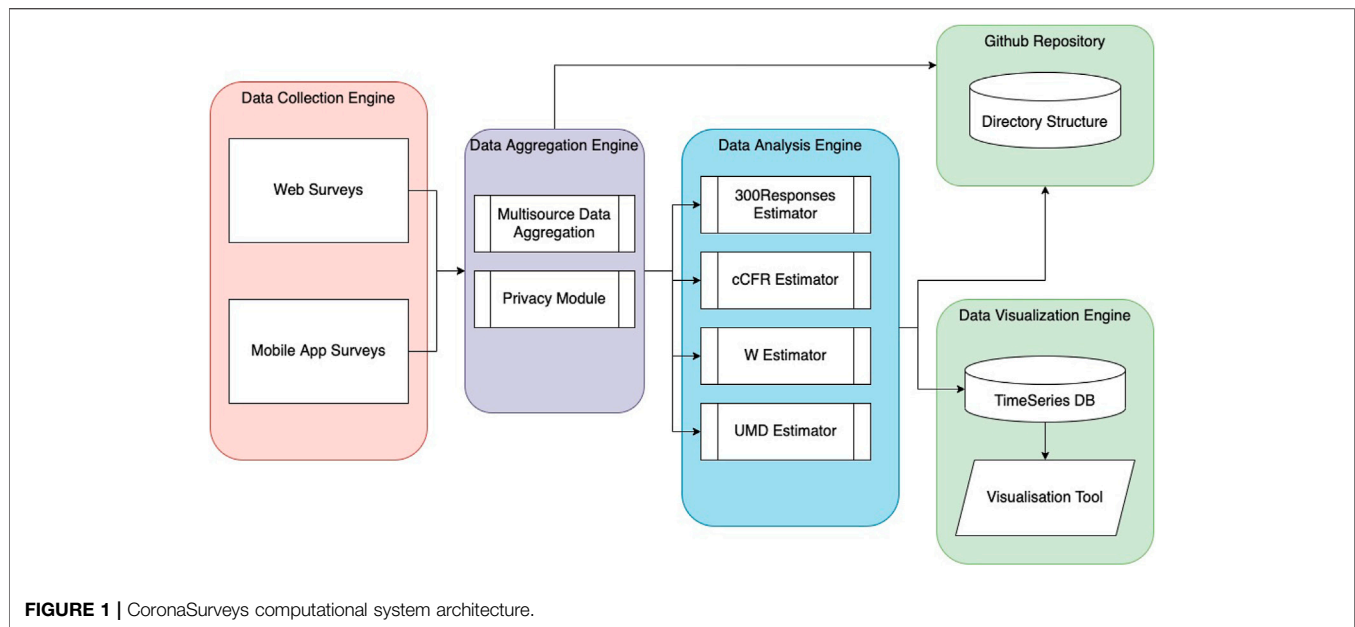 Data Collection Engine
Web Surveys
Mobile App Surveys
Data Aggregation Engine
Multisource Data
Aggregation
Privacy Module
Data Analysis Engine
300Responses
Estimator
cCFR Estimator
W Estimator
UMD Estimator
Github Repository
Directory Structure
Data Visualization Engine
TimeSeries DB
Visualisation Tool
FIGURE 1 | CoronaSurveys computational system architecture.